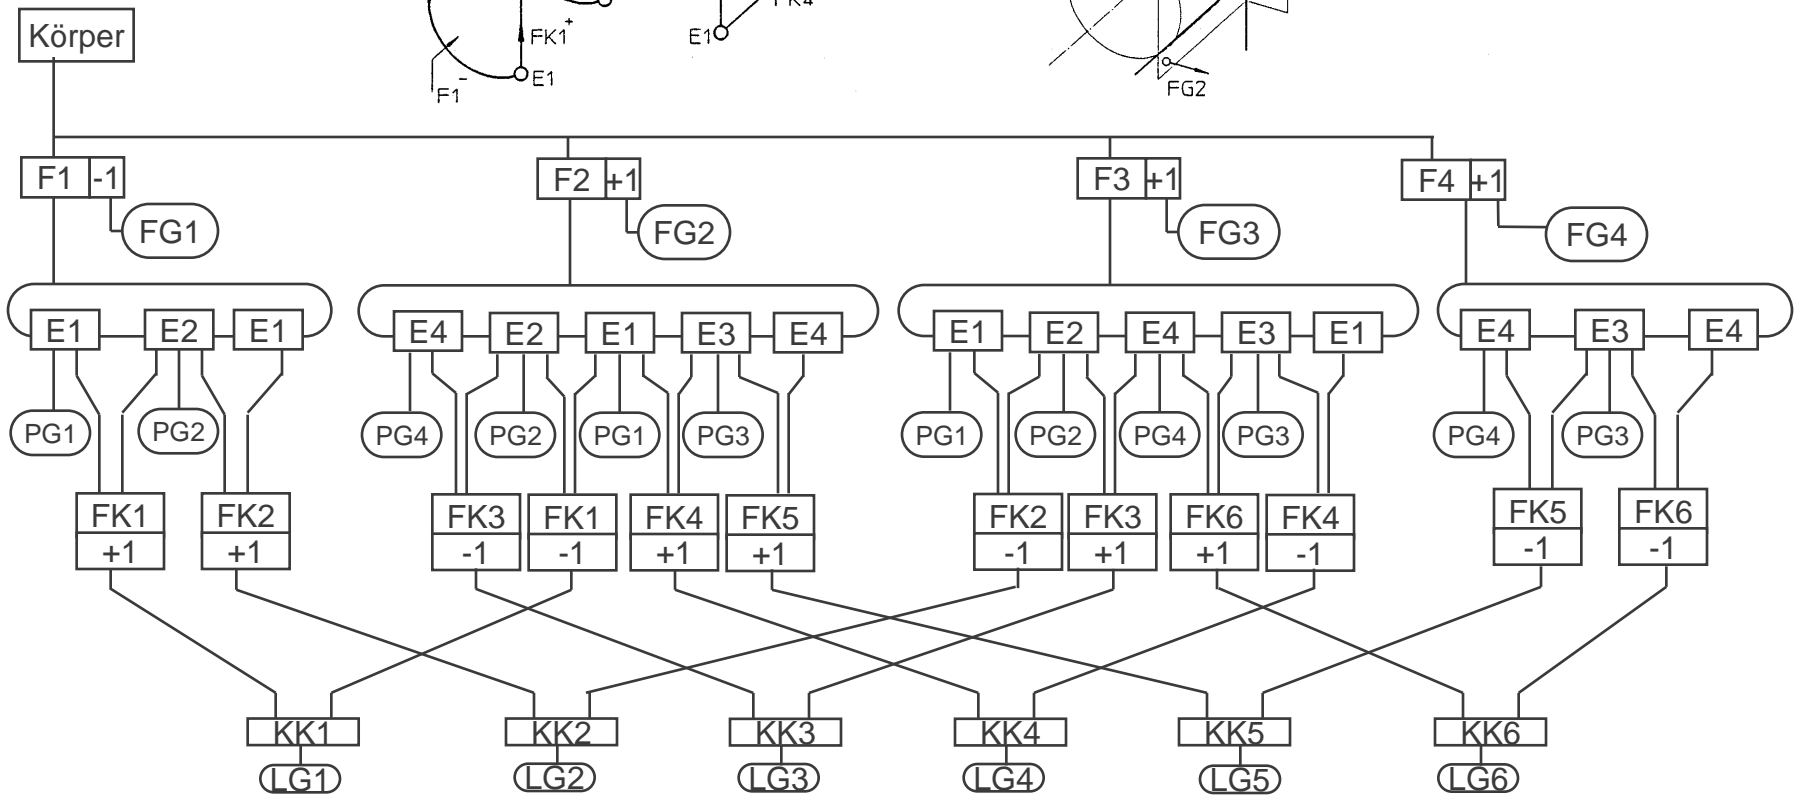 Körper
FK1+
E1
F1-
E1
FG2
F1 -1
F2 +1
F3 +1
F4 +1
FG1
FG2
FG3
FG4
E1 E2 E1
E4 E2 E1 E3 E4
E1 E2 E4 E3 E1
E4 E3 E4
PG1 PG2
PG4 PG2 PG1 PG3
PG1 PG2 PG4 PG3
PG4 PG3
FK1 FK2
+1 +1
FK3 FK1 FK4 FK5
-1 -1 +1 +1
FK2 FK3 FK6 FK4
-1 +1 +1 -1
FK5 FK6
-1 -1
KK1 KK2 KK3 KK4 KK5 KK6
LG1 LG2 LG3 LG4 LG5 LG6